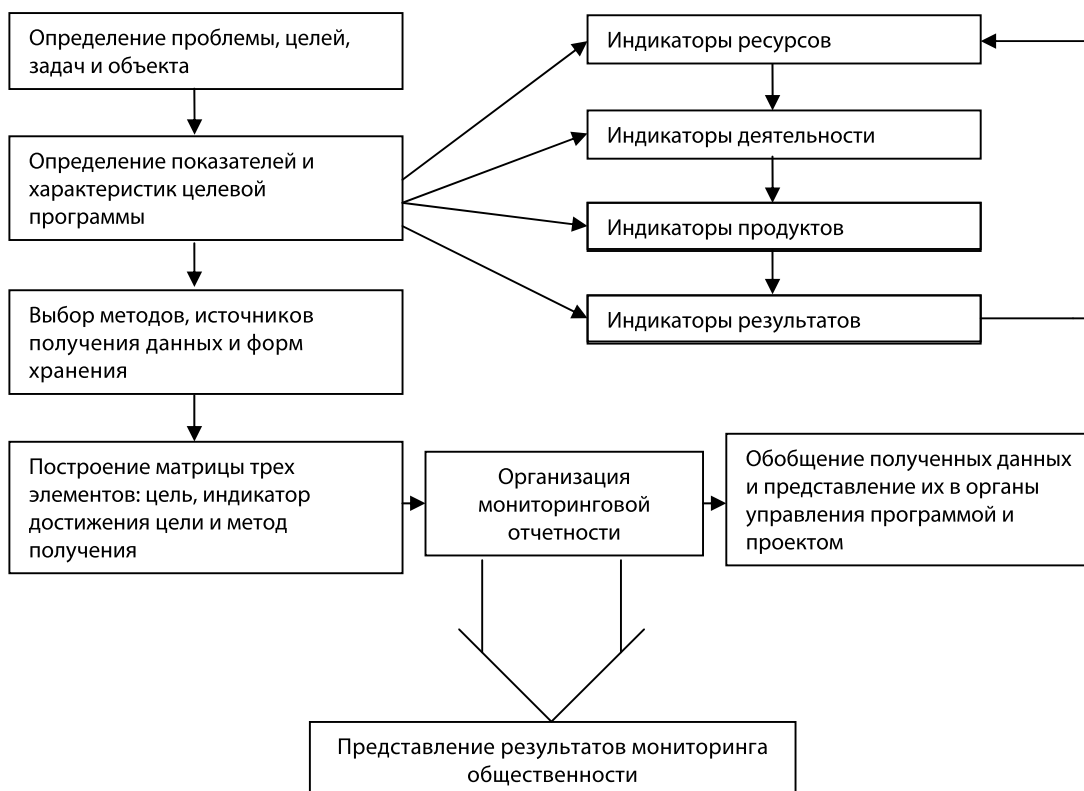 Определение проблемы, целей,
задач и объекта
Определение показателей и
характеристик целевой
программы
Выбор методов, источников
получения данных и форм
хранения
Построение матрицы трех
элементов: цель, индикатор
достижения цели и метод
получения
Индикаторы ресурсов
Индикаторы деятельности
Индикаторы продуктов
Индикаторы результатов
Организация
мониторинговой
отчетности
Обобщение полученных данных
и представление их в органы
управления программой и
проектом
Представление результатов мониторинга
общественности